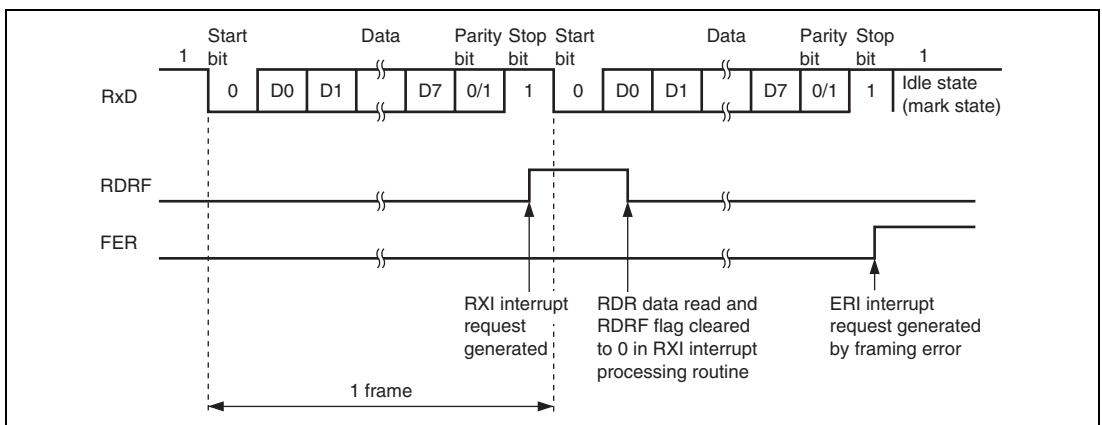 Start Data Parity Stop Start Data Parity Stop
1 bit bit bit bit bit bit 1
RxD 0 D0 D1 D7 0/1 1 0 D0 D1 D7 0/1 1 Idle state
(mark state)
RDRF
FER
RXI interrupt
request
generated
RDR data read and
RDRF flag cleared
to 0 in RXI interrupt
processing routine
ERI interrupt
request generated
by framing error
1 frame